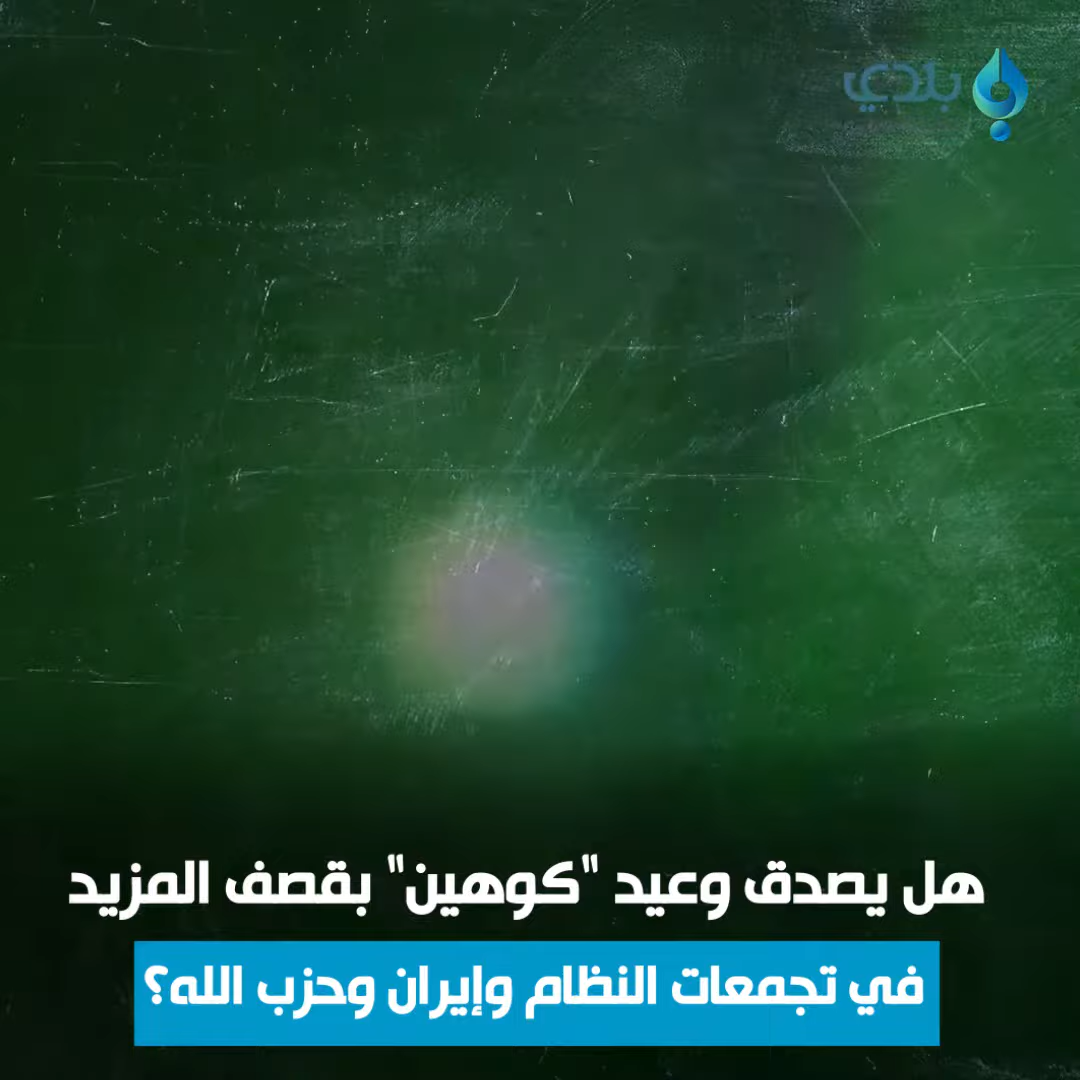 بلدي
هل يصدق وعيد "كوهين" بقصف المزيد
في تجمعات النظام وإيران وحزب الله؟